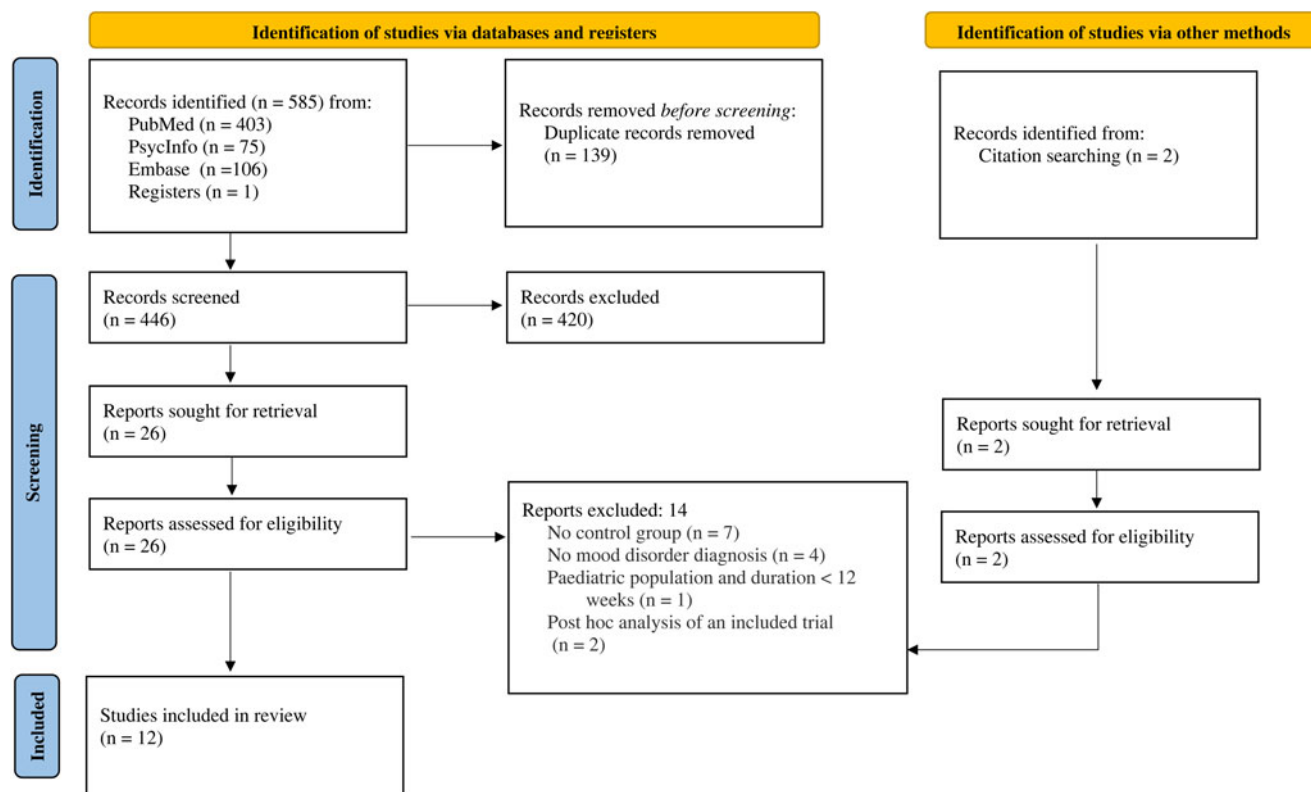 Identification of studies via databases and registers
Identification of studies via other methods
Identification
Records identified (n = 585) from:
PubMed (n = 403)
PsycInfo (n = 75)
Embase (n =106)
Registers (n = 1)
Records removed before screening:
Duplicate records removed
(n = 139)
Records identified from:
Citation searching (n = 2)
Screening
Records screened
(n = 446)
Records excluded
(n = 420)
Reports sought for retrieval
(n = 26)
Reports sought for retrieval
(n = 2)
Reports assessed for eligibility
(n = 26)
Reports excluded: 14
No control group (n = 7)
No mood disorder diagnosis (n = 4)
Paediatric population and duration < 12
weeks (n = 1)
Post hoc analysis of an included trial
(n = 2)
Reports assessed for eligibility
(n = 2)
Included
Studies included in review
(n = 12)